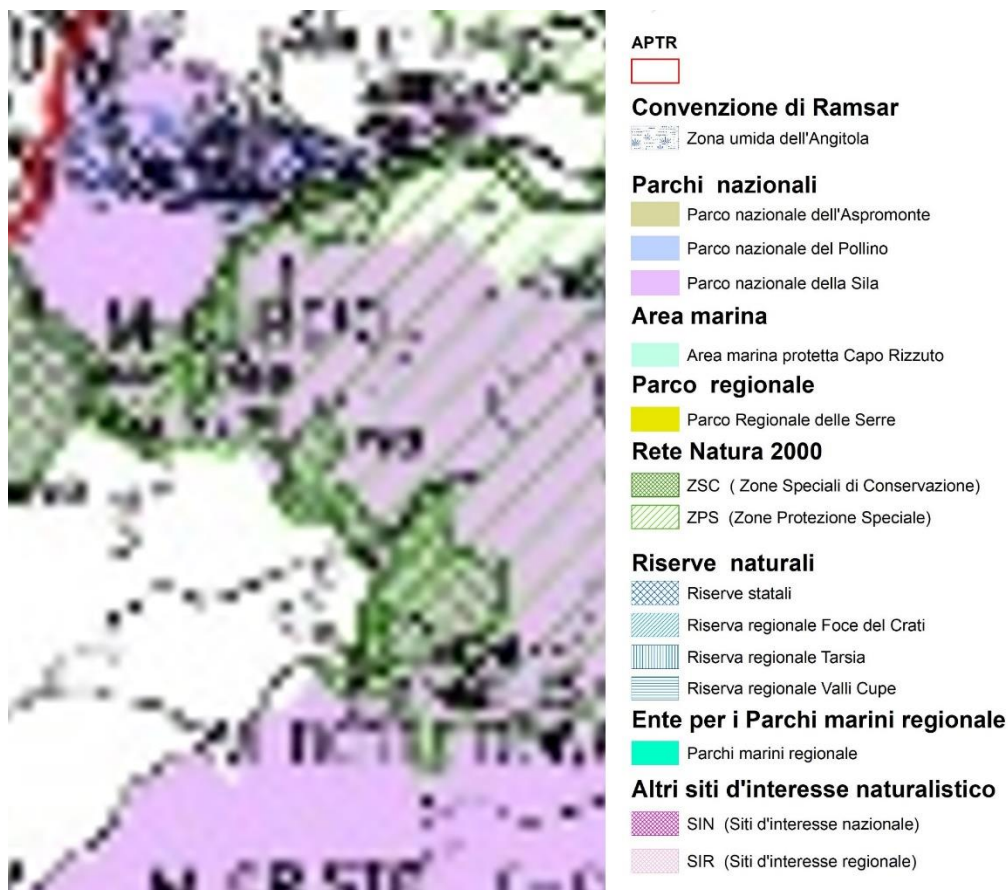 APTR
Convenzione di Ramsar
Zona umida dell'Angitola
Parchi nazionali
Parco nazionale dell'Aspromonte
Parco nazionale del Pollino
Parco nazionale della Sila
Area marina
Area marina protetta Capo Rizzuto
Parco regionale
Parco Regionale delle Serre
Rete Natura 2000
ZSC ( Zone Speciali di Conservazione)
ZPS (Zone Protezione Speciale)
Riserve naturali
Riserve statali
Riserva regionale Foce del Crati
Riserva regionale Tarsia
Riserva regionale Valli Cupe
Ente per i Parchi marini regionale
Parchi marini regionale
Altri siti d'interesse naturalistico
SIN (Siti d'interesse nazionale)
SIR (Siti d'interesse regionale)